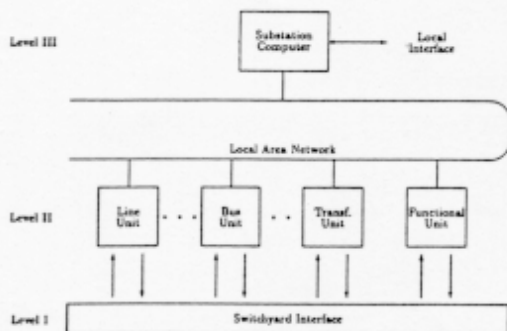 Level III
Substation
Computer
Local
Interface
Local Area Network
Level II
Line
Unit
Bus
Unit
Transf.
Unit
Functional
Unit
Level I
Switchyard Interface